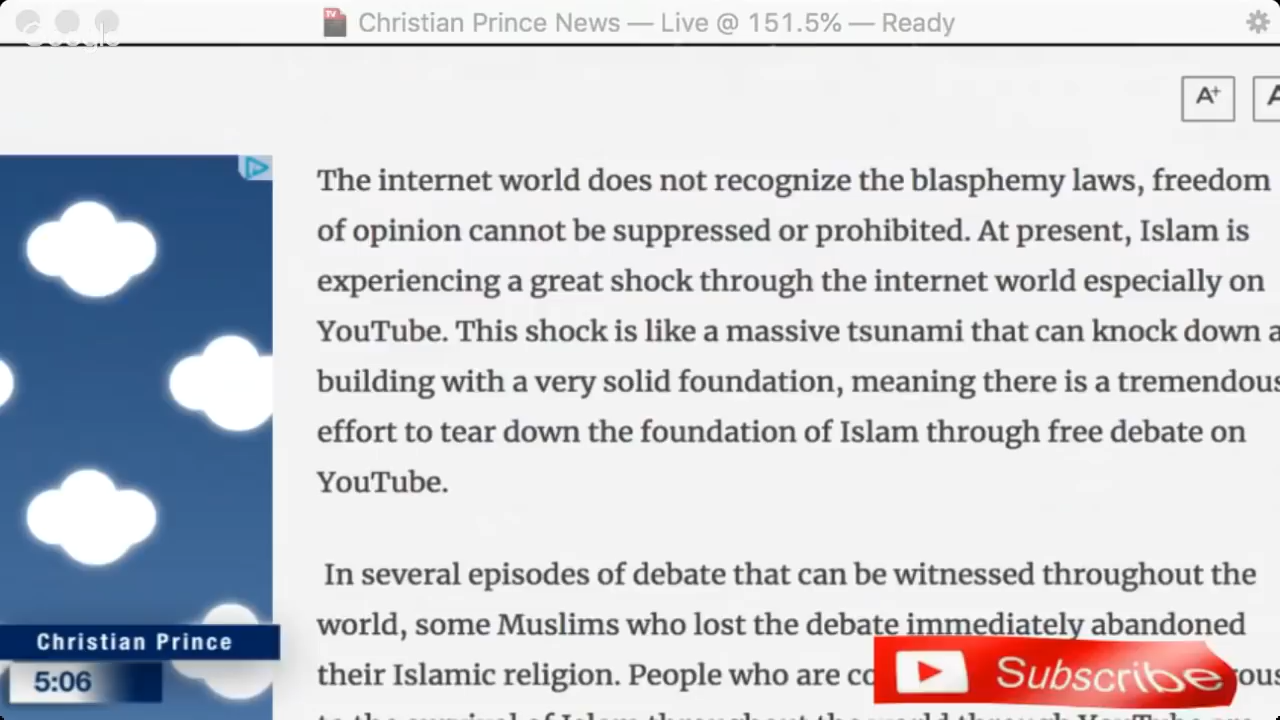 Christian Prince News — Live @ 151.5% — Ready
Google
A+
The internet world does not recognize the blasphemy laws, freedom
of opinion cannot be suppressed or prohibited. At present, Islam is
experiencing a great shock through the internet world especially on
YouTube. This shock is like a massive tsunami that can knock down a
building with a very solid foundation, meaning there is a tremendous
effort to tear down the foundation of Islam through free debate on
YouTube.
In several episodes of debate that can be witnessed throughout the
world, some Muslims who lost the debate immediately abandoned
their Islamic religion. People who are
Christian Prince
5:06
Subscribe